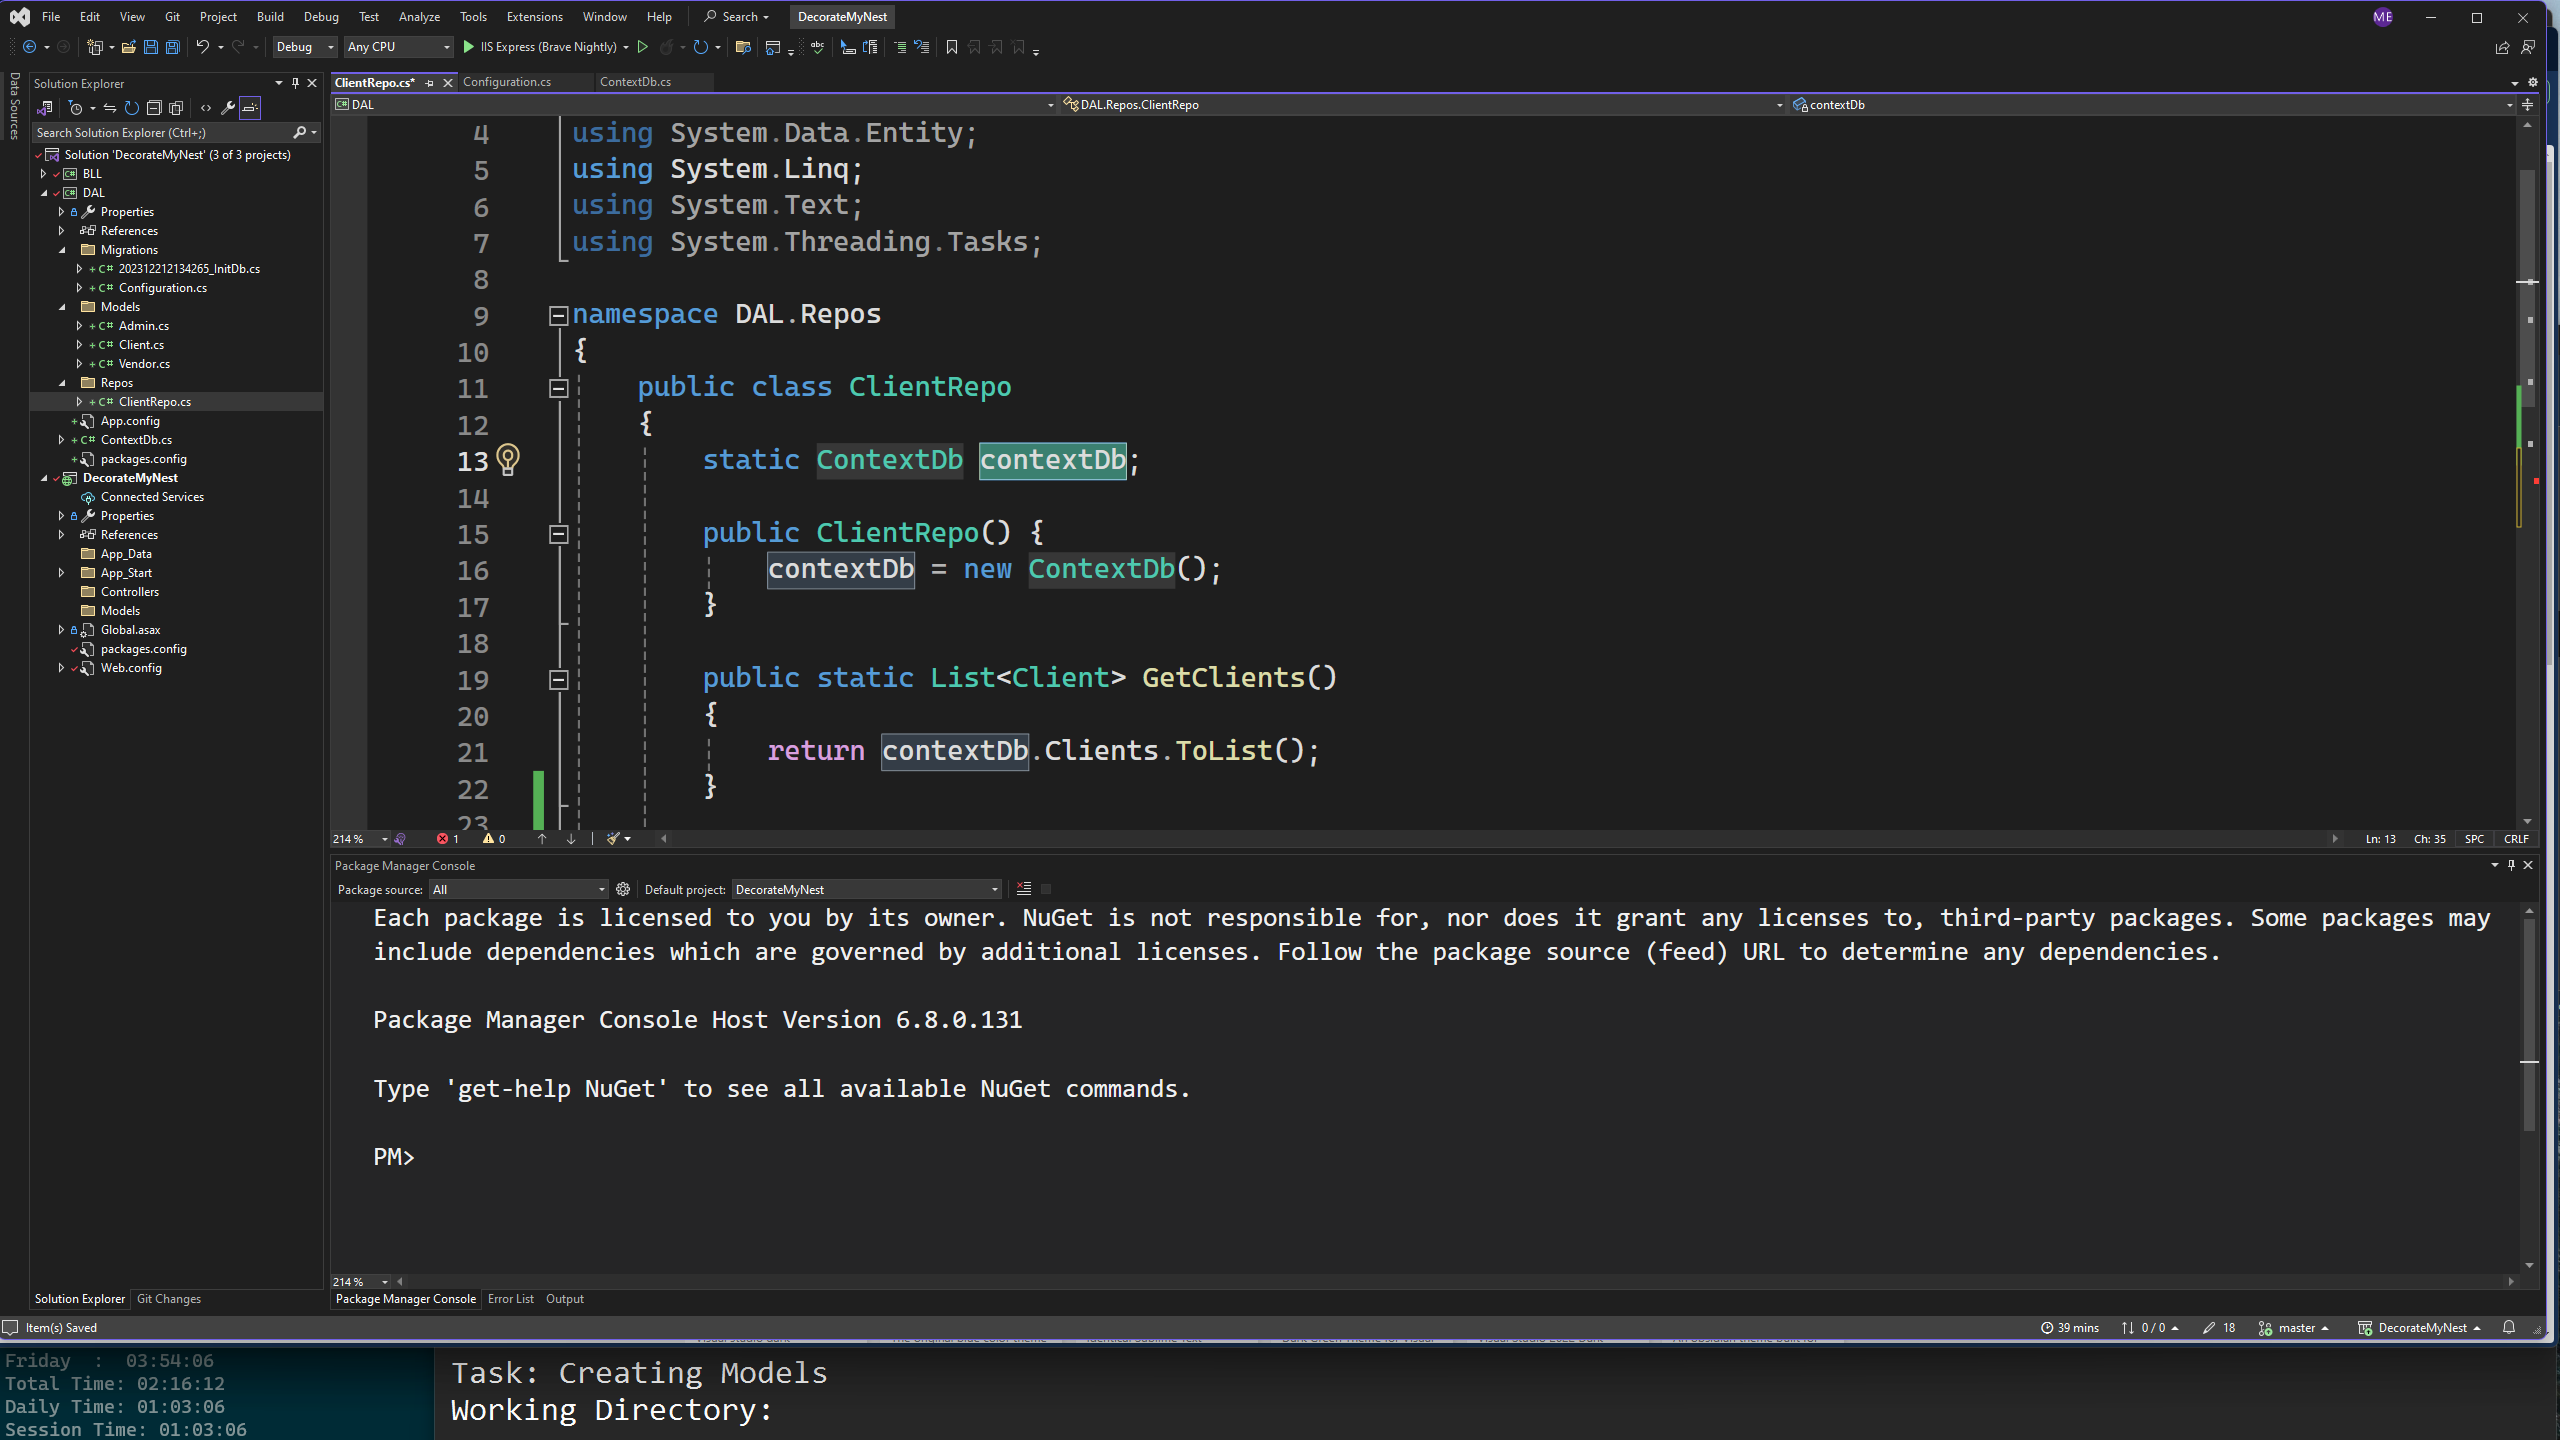 File Edit View Git Project Build Debug Test Analyze Tools Extensions Window Help Search DecorateMyNest ME
Debug Any CPU IIS Express (Brave Nightly)
Data Sources
Solution Explorer
Search Solution Explorer (Ctrl+;)
Solution 'DecorateMyNest' (3 of 3 projects)
BLL
DAL
Properties
References
Migrations
202312212134265_InitDb.cs
Configuration.cs
Models
Admin.cs
Client.cs
Vendor.cs
Repos
ClientRepo.cs
App.config
ContextDb.cs
packages.config
DecorateMyNest
Connected Services
Properties
References
App_Data
App_Start
Controllers
Models
Global.asax
packages.config
Web.config
Solution Explorer Git Changes
ClientRepo.cs* Configuration.cs ContextDb.cs
DAL DAL.Repos.ClientRepo contextDb
4 using System.Data.Entity;
5 using System.Linq;
6 using System.Text;
7 using System.Threading.Tasks;
8
9 namespace DAL.Repos
10 {
11 public class ClientRepo
12 {
13 static ContextDb contextDb;
14
15 public ClientRepo() {
16 contextDb = new ContextDb();
17 }
18
19 public static List<Client> GetClients()
20 {
21 return contextDb.Clients.ToList();
22 }
23
214 % 1 0 Ln: 13 Ch: 35 SPC CRLF
Package Manager Console
Package source: All Default project: DecorateMyNest
Each package is licensed to you by its owner. NuGet is not responsible for, nor does it grant any licenses to, third-party packages. Some packages may
include dependencies which are governed by additional licenses. Follow the package source (feed) URL to determine any dependencies.
Package Manager Console Host Version 6.8.0.131
Type 'get-help NuGet' to see all available NuGet commands.
PM>
214 %
Package Manager Console Error List Output
Item(s) Saved 39 mins 0 / 0 18 master DecorateMyNest
Friday : 03:54:06
Total Time: 02:16:12
Daily Time: 01:03:06
Session Time: 01:03:06
Task: Creating Models
Working Directory: